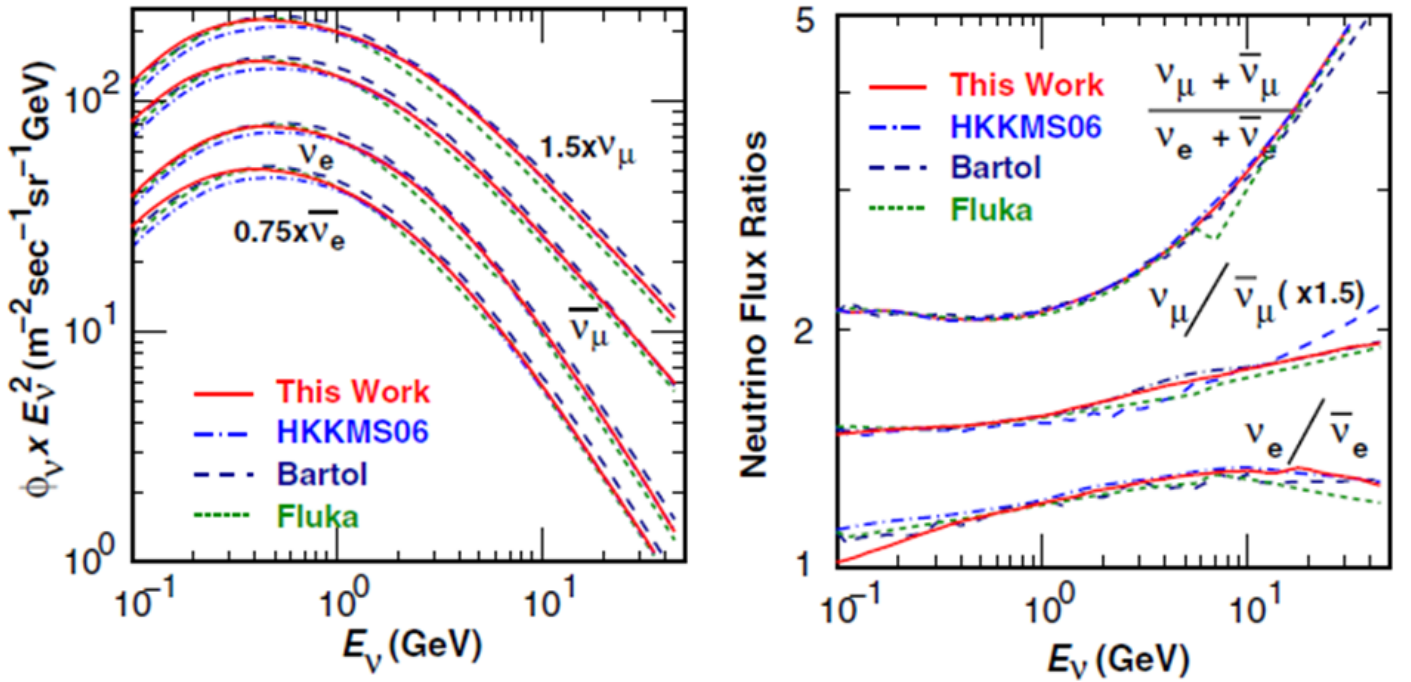 ϕν x Eν² (m⁻²sec⁻¹sr⁻¹GeV)
10²
10¹
10⁰
1.5xνμ
νe
0.75xν̅e
ν̅μ
This Work
HKKMS06
Bartol
Fluka
10⁻¹
10⁰
10¹
Eν (GeV)
Neutrino Flux Ratios
5
2
1
This Work
HKKMS06
Bartol
Fluka
νμ + ν̅μ
νe + ν̅e
νμ / ν̅μ ( x1.5)
νe / ν̅e
10⁻¹
10⁰
10¹
Eν (GeV)